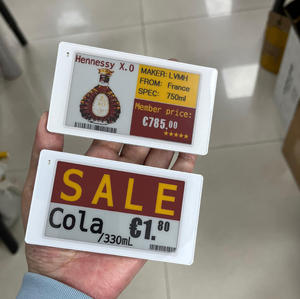 Hennessy X.O
MAKER: LVMH
FROM: France
SPEC: 750ml
Member price:
€785.00
★★★★★
SALE
Cola
/330mL
€1.80